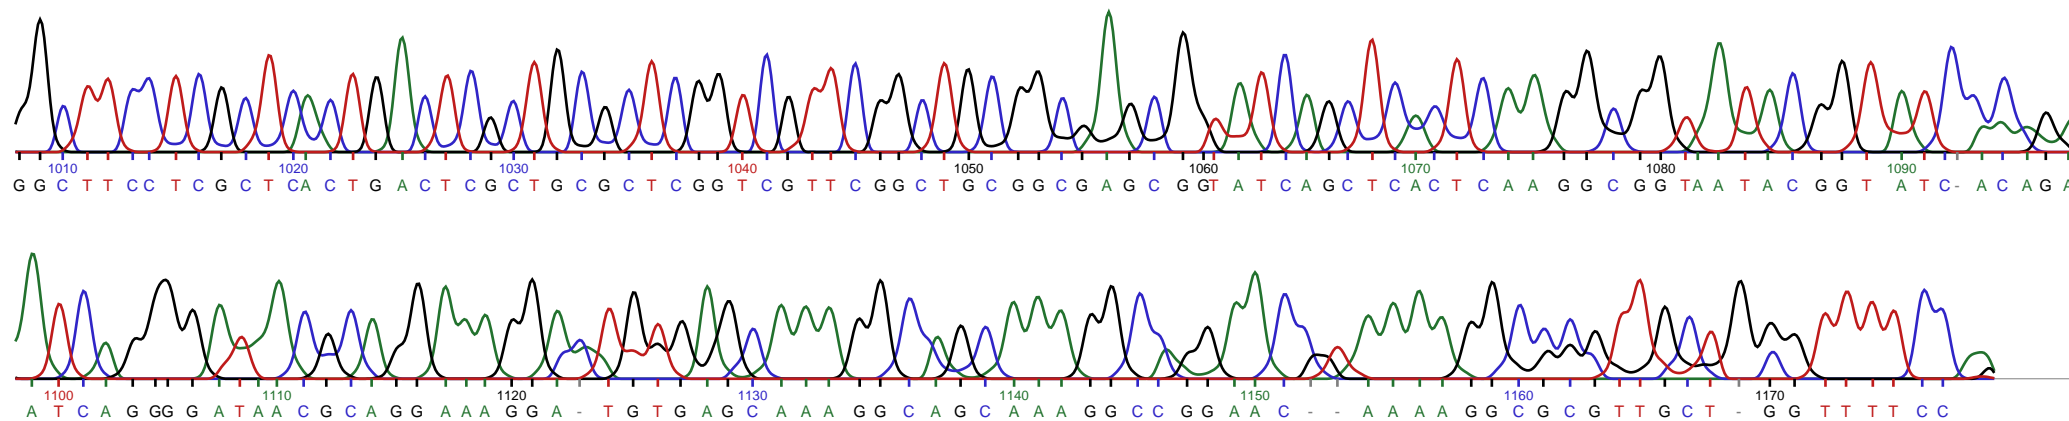 1010 1020 1030 1040 1050 1060 1070 1080 1090
G G C T T C C T C G C T C A C T G A C T C G C T G C G C T C G G T C G T T C G G C T G C G G C G A G C G G T A T C A G C T C A C T C A A G G C G G T A A T A C G G T A T C - A C A G A
1100 1110 1120 1130 1140 1150 1160 1170
A T C A G G G G A T A A C G C A G G A A A G G A - T G T G A G C A A A G G C A G C A A A G G C C G G A A C - - A A A A G G C G C G T T G C T - G G T T T T C C